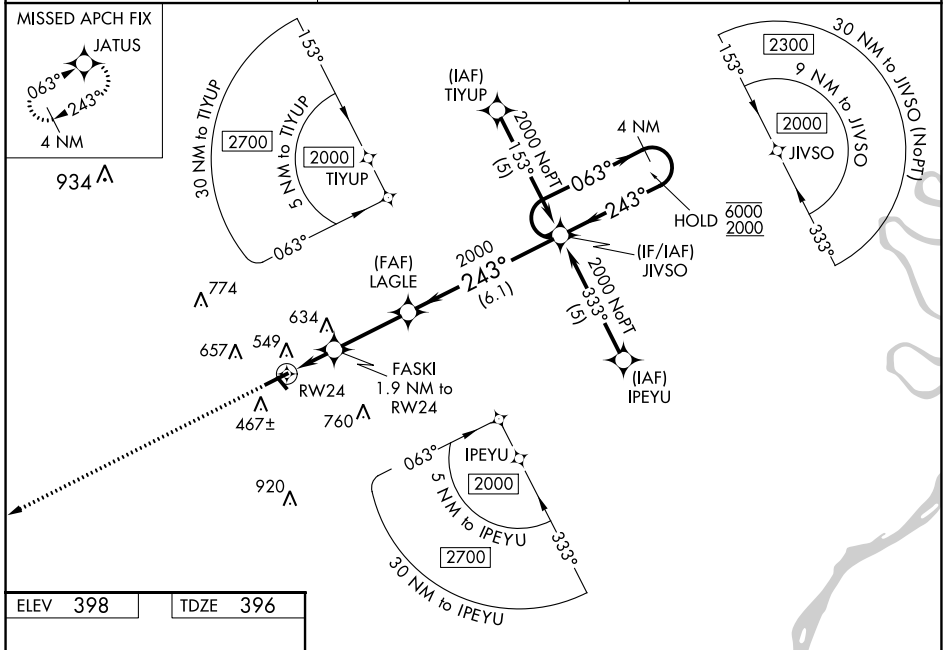 MISSED APCH FIX
JATUS
063°
243°
4 NM
934
30 NM to TIYUP
153°
2700
5 NM to TIYUP
2000
TIYUP
063°
(IAF)
TIYUP
2000 NoPT
153°
(5)
4 NM
063°
243°
HOLD
6000
2000
(IF/IAF)
JIVSO
2300
153°
30 NM to JIVSO (NoPT)
9 NM to JIVSO
2000
JIVSO
333°
2000
243°
(6.1)
(FAF)
LAGLE
2000 NoPT
333°
(5)
(IAF)
IPEYU
774
634
657
549
FASKI
1.9 NM to
RW24
RW24
467±
760
920
063°
IPEYU
2000
5 NM to IPEYU
333°
2700
30 NM to IPEYU
ELEV 398
TDZE 396